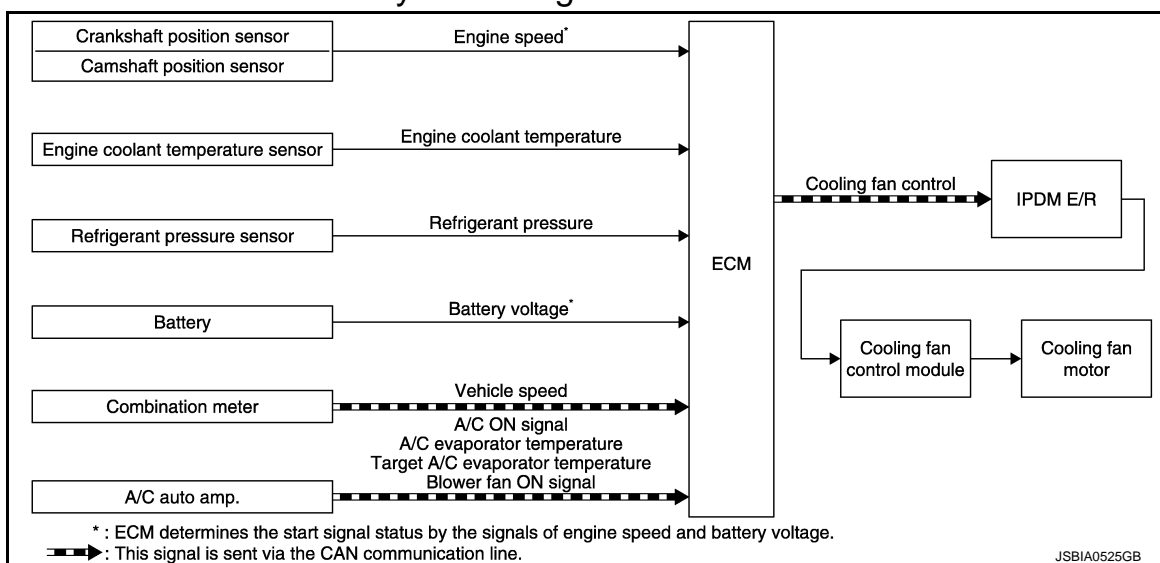 Crankshaft position sensor
Camshaft position sensor
Engine speed*
Engine coolant temperature sensor
Engine coolant temperature
Refrigerant pressure sensor
Refrigerant pressure
Battery
Battery voltage*
Combination meter
Vehicle speed
A/C auto amp.
A/C ON signal
A/C evaporator temperature
Target A/C evaporator temperature
Blower fan ON signal
ECM
Cooling fan control
IPDM E/R
Cooling fan
control module
Cooling fan
motor
* : ECM determines the start signal status by the signals of engine speed and battery voltage.
: This signal is sent via the CAN communication line.
JSBIA0525GB